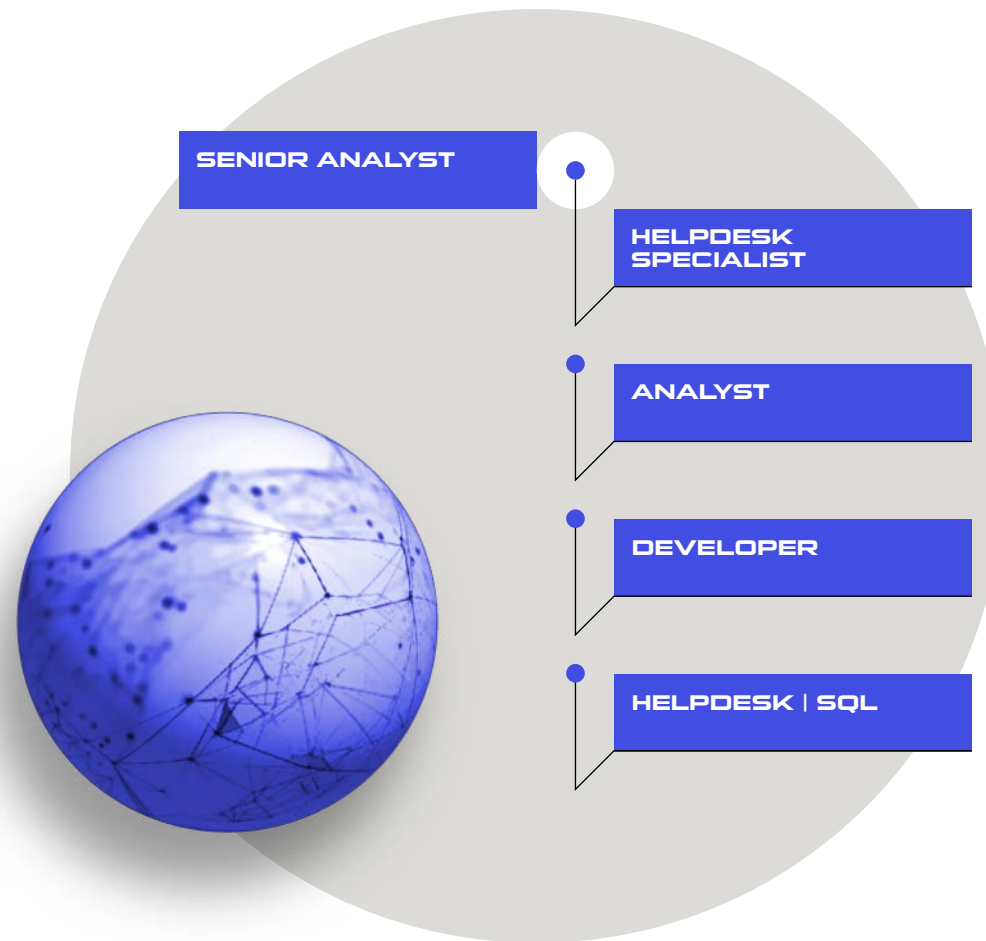 SENIOR ANALYST
HELPDESK
SPECIALIST
ANALYST
DEVELOPER
HELPDESK | SQL